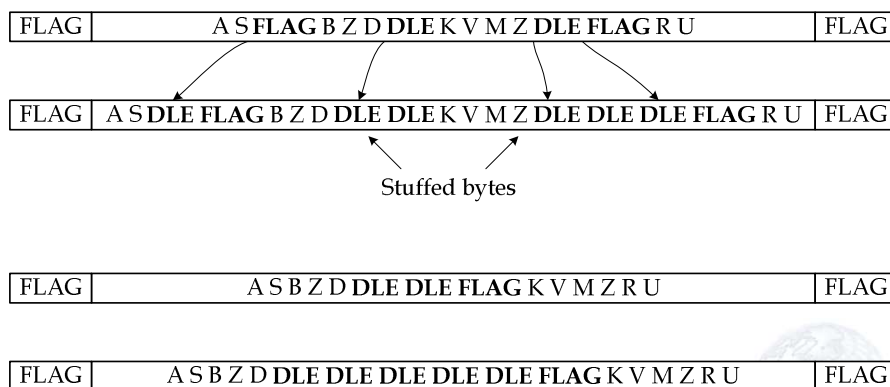 FLAG A S FLAG B Z D DLE K V M Z DLE FLAG R U FLAG
FLAG A S DLE FLAG B Z D DLE DLE K V M Z DLE DLE DLE FLAG R U FLAG
Stuffed bytes
FLAG A S B Z D DLE DLE FLAG K V M Z R U FLAG
FLAG A S B Z D DLE DLE DLE DLE DLE FLAG K V M Z R U FLAG